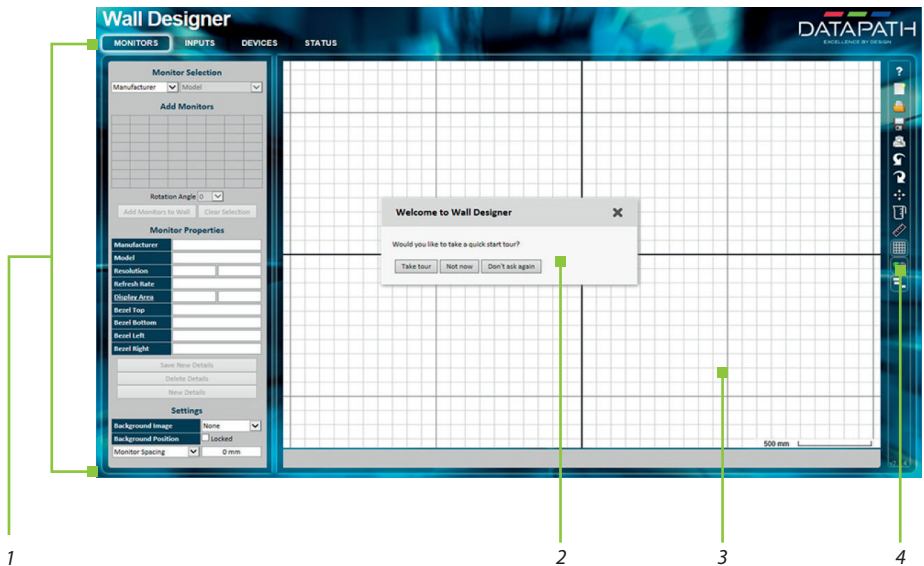 Wall Designer
DATAPATH
EXCELLENCE BY DESIGN
MONITORS INPUTS DEVICES STATUS
Monitor Selection
Manufacturer Model
Add Monitors
Rotation Angle 0
Add Monitors to Wall Clear Selection
Monitor Properties
Manufacturer
Model
Resolution
Refresh Rate
Display Area
Bezel Top
Bezel Bottom
Bezel Left
Bezel Right
Save New Details
Delete Details
New Details
Settings
Background Image None
Background Position Locked
Monitor Spacing 0 mm
Welcome to Wall Designer
Would you like to take a quick start tour?
Take tour Not now Don't ask again
500 mm
?
1 2 3 4